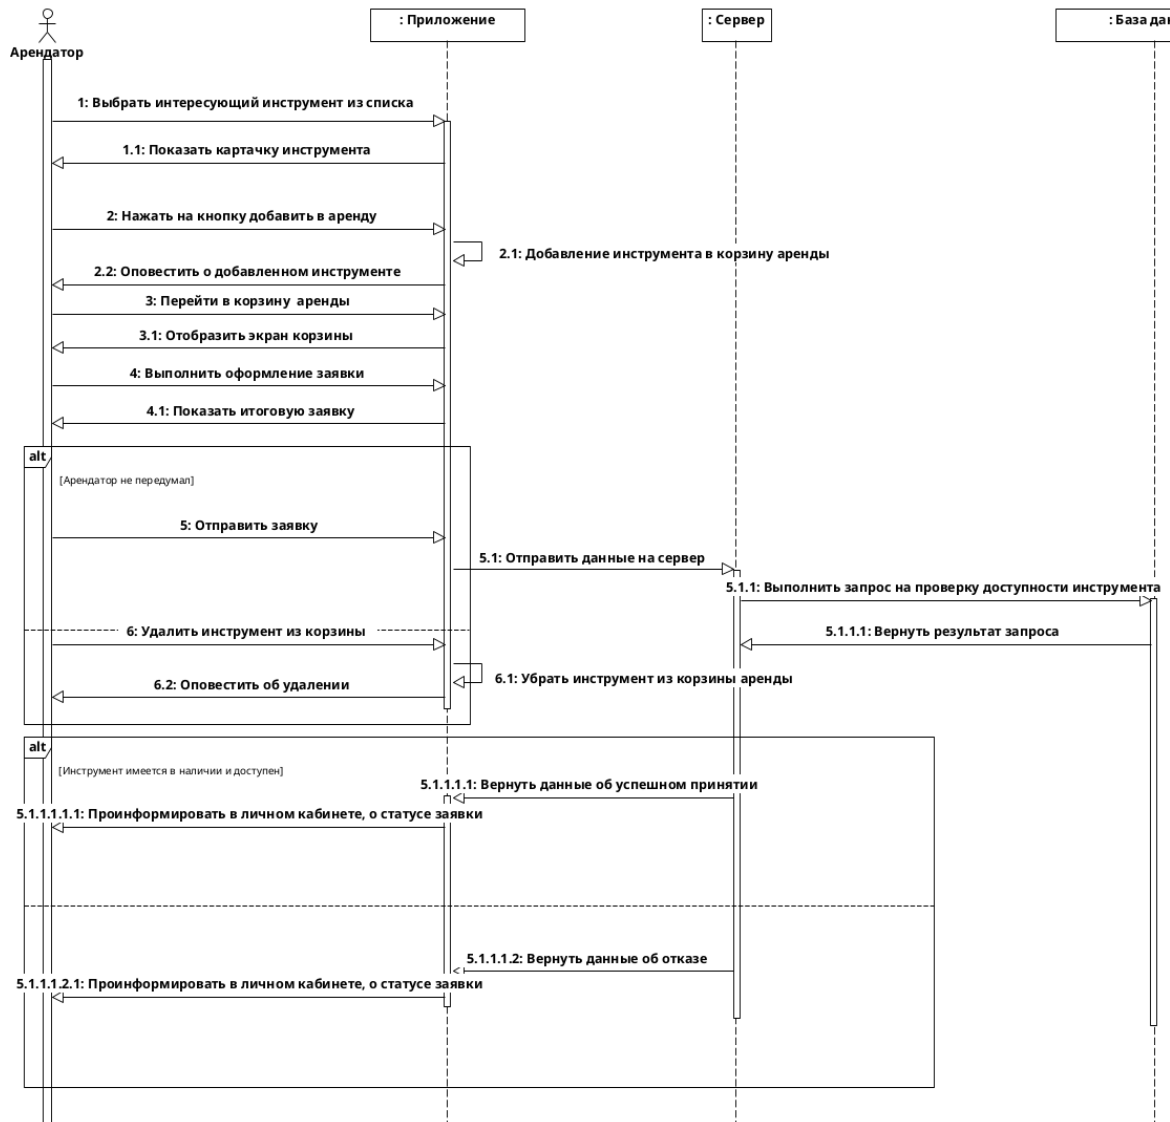 Арендатор
: Приложение
: Сервер
: База
1: Выбрать интересующий инструмент из списка
1.1: Показать картачку инструмента
2: Нажать на кнопку добавить в аренду
2.1: Добавление инструмента в корзину аренды
2.2: Оповестить о добавленном инструменте
3: Перейти в корзину аренды
3.1: Отобразить экран корзины
4: Выполнить оформление заявки
4.1: Показать итоговую заявку
alt
[Арендатор не передумал]
5: Отправить заявку
5.1: Отправить данные на сервер
5.1.1: Выполнить запрос на проверку доступности инструмента
6: Удалить инструмент из корзины
5.1.1.1: Вернуть результат запроса
6.1: Убрать инструмент из корзины аренды
6.2: Оповестить об удалении
alt
[Инструмент имеется в наличии и доступен]
5.1.1.1.1: Вернуть данные об успешном принятии
5.1.1.1.1.1: Проинформировать в личном кабинете, о статусе заявки
5.1.1.1.2: Вернуть данные об отказе
5.1.1.1.2.1: Проинформировать в личном кабинете, о статусе заявки